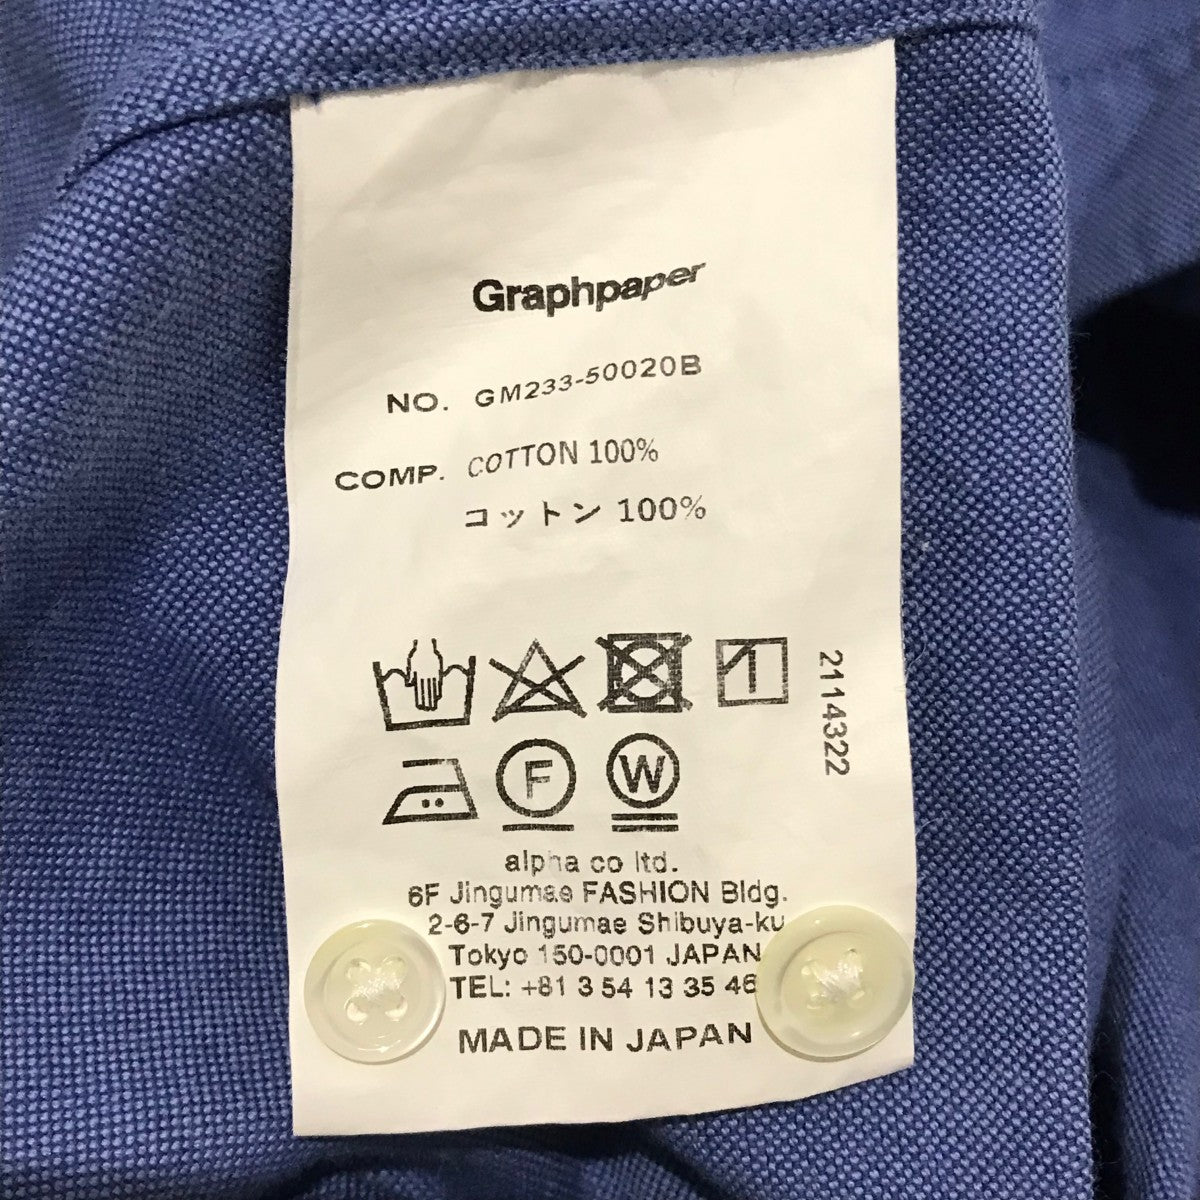 Graphpaper
NO. GM233-50020B
COMP. COTTON 100%
コットン 100%
2114322
F
W
alpha co ltd.
6F Jingumae FASHION Bldg.
2-6-7 Jingumae Shibuya-ku
Tokyo 150-0001 JAPAN
TEL: +81 3 54 13 35 46
MADE IN JAPAN